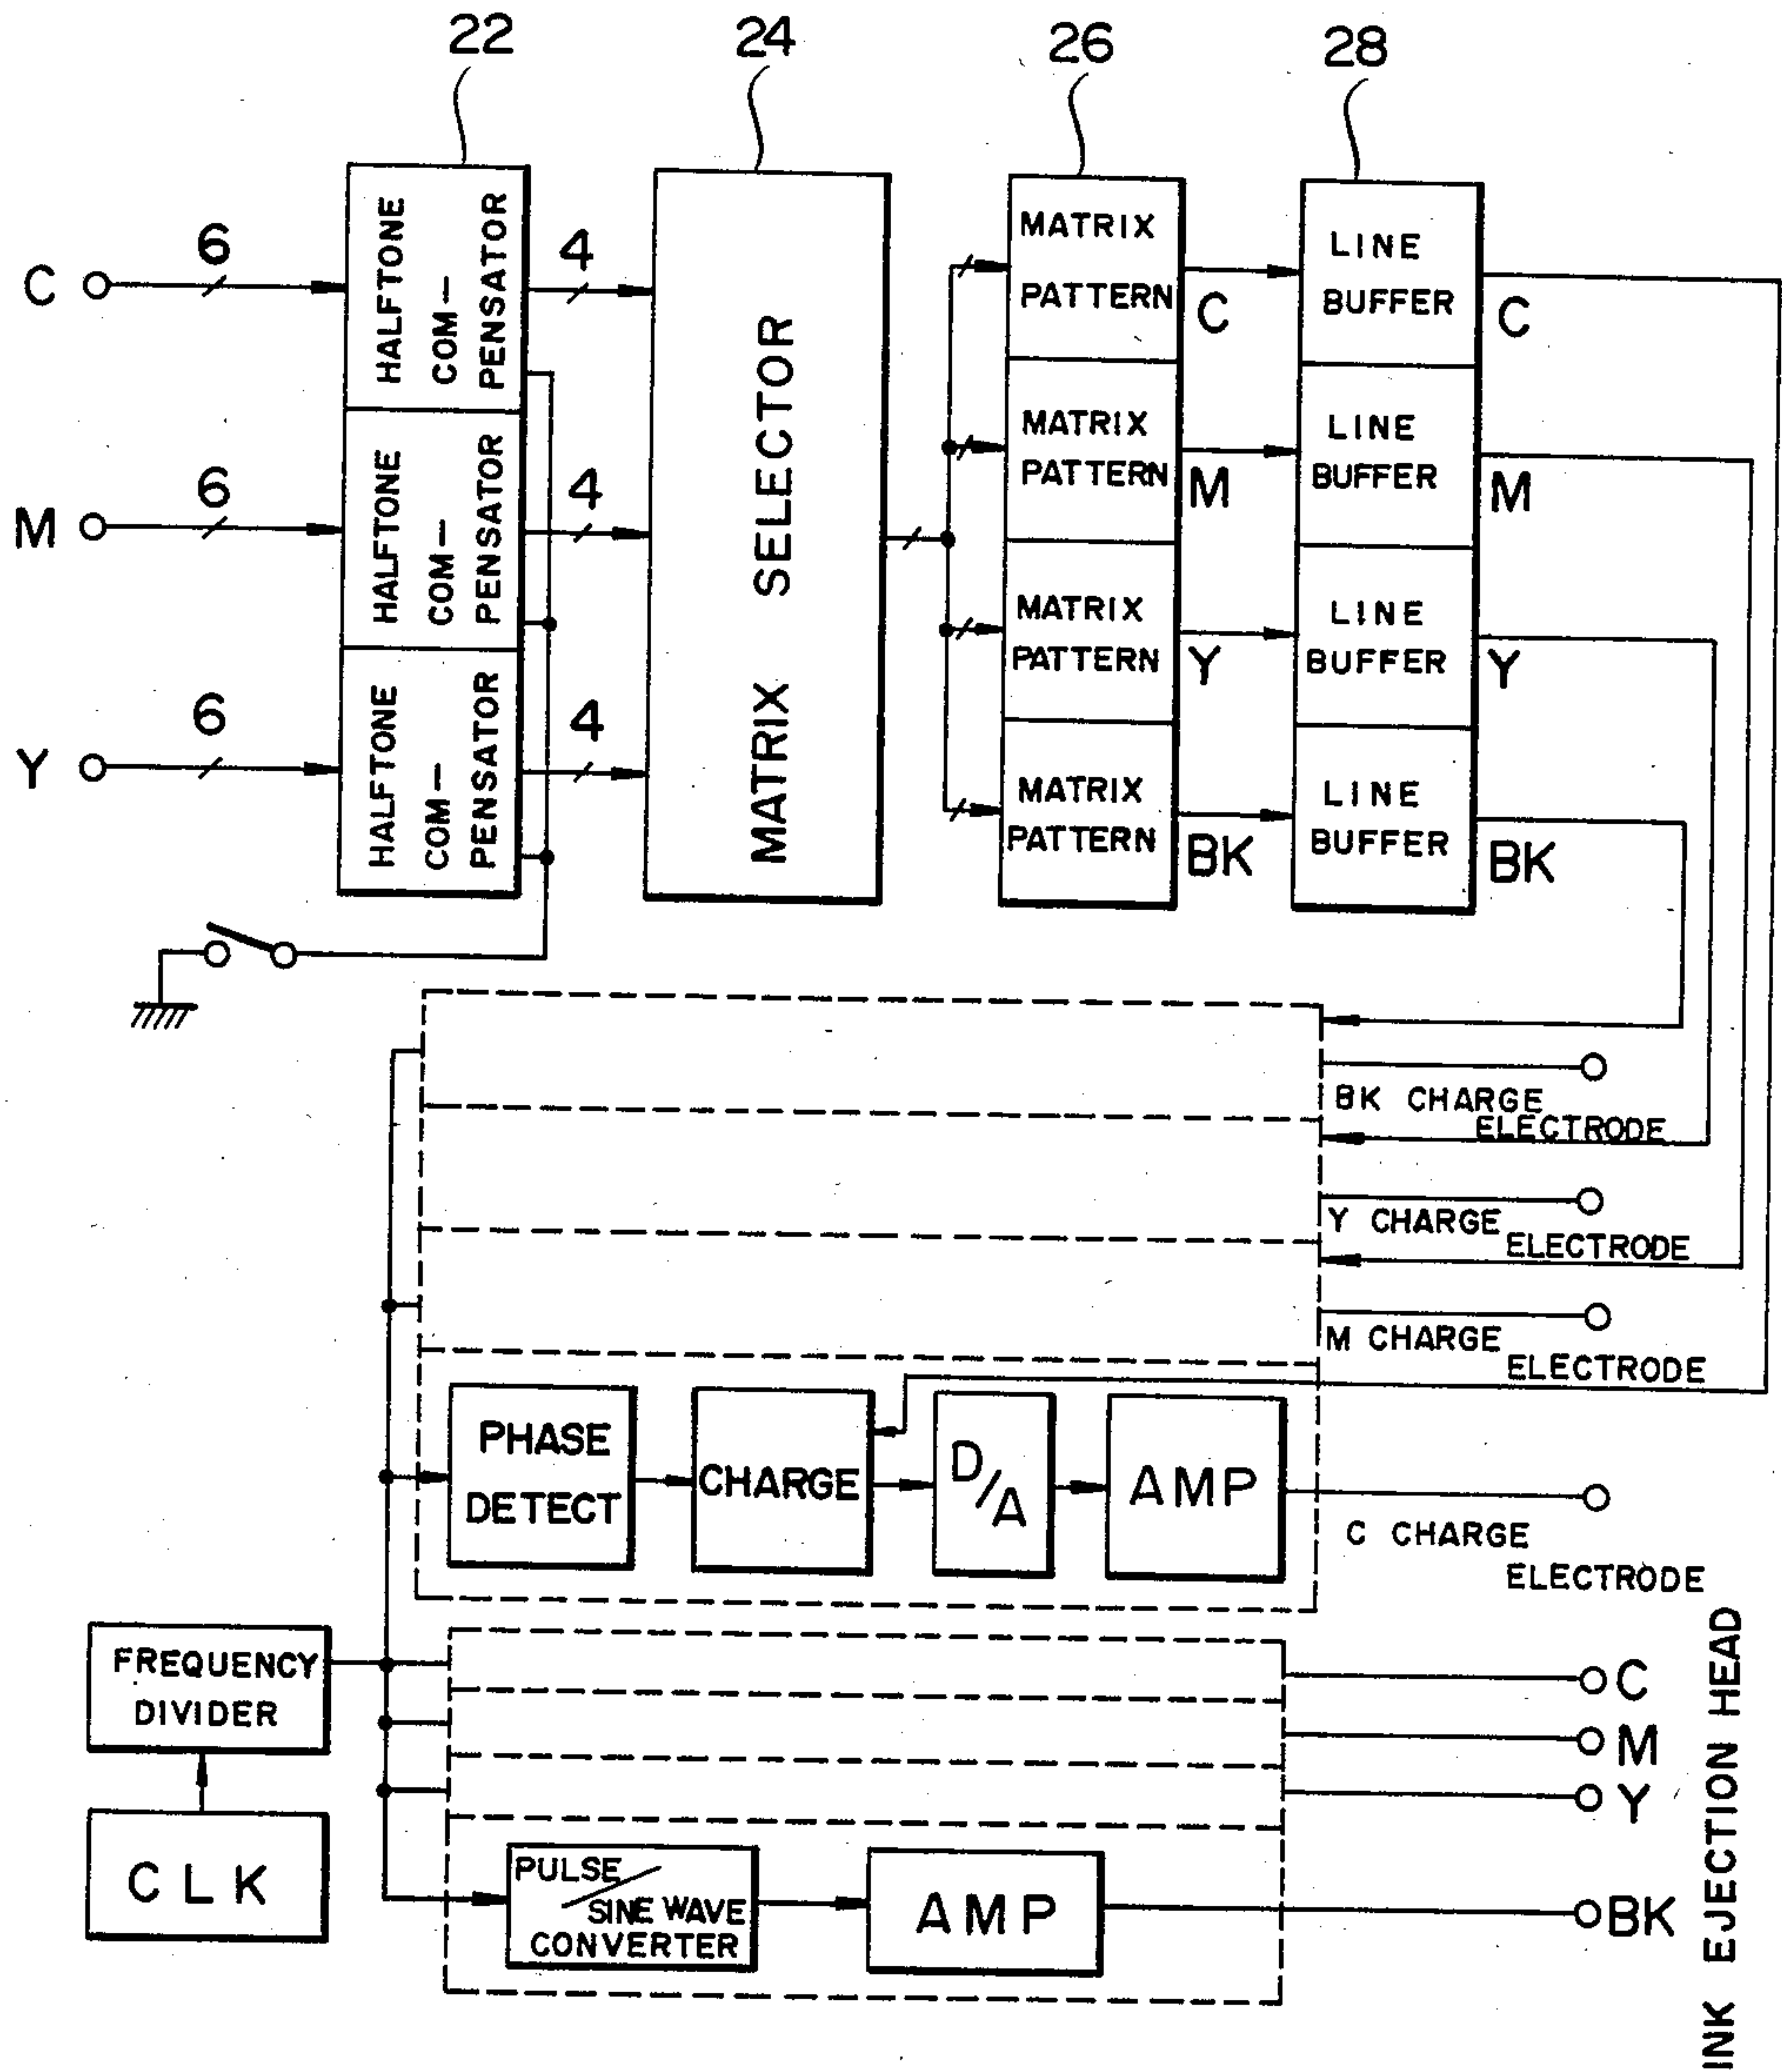 22
24
26
28
C
6
HALFTONE
COM-
PENSATOR
4
M
6
HALFTONE
COM-
PENSATOR
4
Y
6
HALFTONE
COM-
PENSATOR
4
MATRIX SELECTOR
MATRIX
PATTERN
C
MATRIX
PATTERN
M
MATRIX
PATTERN
Y
MATRIX
PATTERN
BK
LINE
BUFFER
C
LINE
BUFFER
M
LINE
BUFFER
Y
LINE
BUFFER
BK
BK CHARGE
ELECTRODE
Y CHARGE
ELECTRODE
M CHARGE
ELECTRODE
PHASE
DETECT
CHARGE
D/A
AMP
C CHARGE
ELECTRODE
FREQUENCY
DIVIDER
CLK
C
M
Y
PULSE/
SINE WAVE
CONVERTER
AMP
BK
INK EJECTION HEAD